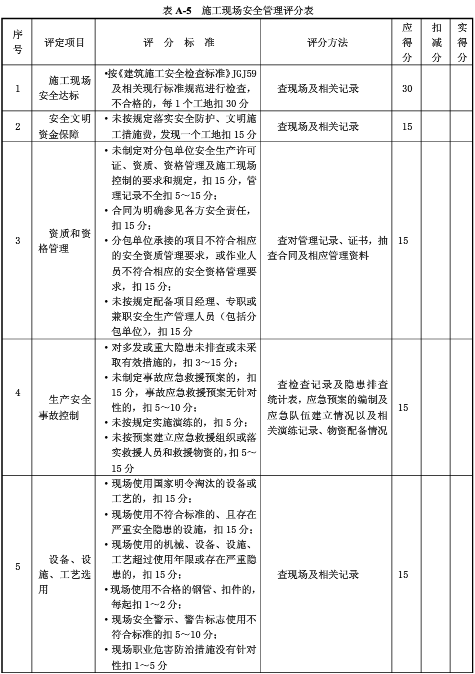 表 A-5 施工现场安全管理评分表
序号
评定项目
评 分 标 准
评分方法
应得分
扣减分
实得分
1
施工现场
安全达标
·按《建筑施工安全检查标准》JGJ59
及相关现行标准规范进行检查,
不合格的,每 1 个工地扣 30 分
查现场及相关记录
30
2
安全文明
资金保障
· 未按规定落实安全防护、文明施
工措施费,发现一个工地扣 15 分
查现场及相关记录
15
3
资质和资
格管理
· 未制定对分包单位安全生产许可
证、资质、资格管理及施工现场
控制的要求和规定,扣 15 分,管
理记录不全扣 5～15 分;
· 合同为明确参见各方安全责任,
扣 15 分;
· 分包单位承接的项目不符合相应
的安全资质管理要求,或作业人
员不符合相应的安全资格管理要
求,扣 15 分;
· 未按规定配备项目经理、专职或
兼职安全生产管理人员（包括分
包单位）,扣 15 分
查对管理记录、证书,抽
查合同及相应管理资料
15
4
生产安全
事故控制
· 对多发或重大隐患未排查或未采
取有效措施的,扣 3～15 分;
· 未制定事故应急救援预案的,扣
15 分,事故应急救援预案无针对
性的,扣 5～10 分;
· 未按规定实施演练的,扣 5 分;
· 未按预案建立应急救援组织或落
实救援人员和救援物资的,扣 5～
15 分
查检查记录及隐患排查
统计表,应急预案的编制及
应急队伍建立情况以及相
关演练记录、物资配备情况
15
5
设备、设
施、工艺选
用
· 现场使用国家明令淘汰的设备或
工艺的,扣 15 分;
· 现场使用不符合标准的、且存在
严重安全隐患的设施,扣 15 分;
· 现场使用的机械、设备、设施、
工艺超过使用年限或存在严重隐
患的,扣 15 分;
· 现场使用不合格的钢管、扣件的,
每起扣 1～2 分;
· 现场安全警示、警告标志使用不
符合标准的扣 5～10 分;
· 现场职业危害防治措施没有针对
性扣 1～5 分
查现场及相关记录
15